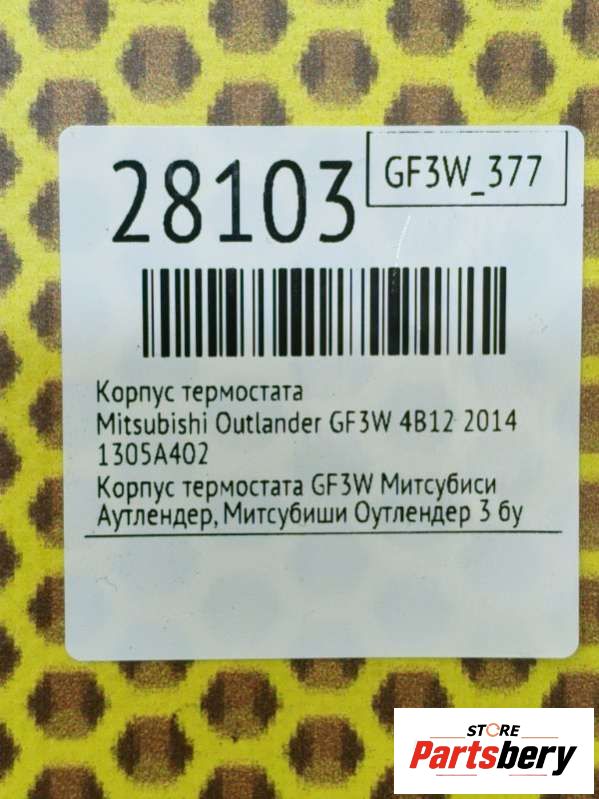 28103
GF3W_377
Корпус термостата
Mitsubishi Outlander GF3W 4B12 2014
1305A402
Корпус термостата GF3W Митсубиси
Аутлендер, Митсубиши Оутлендер 3 бу
STORE
Partsbery